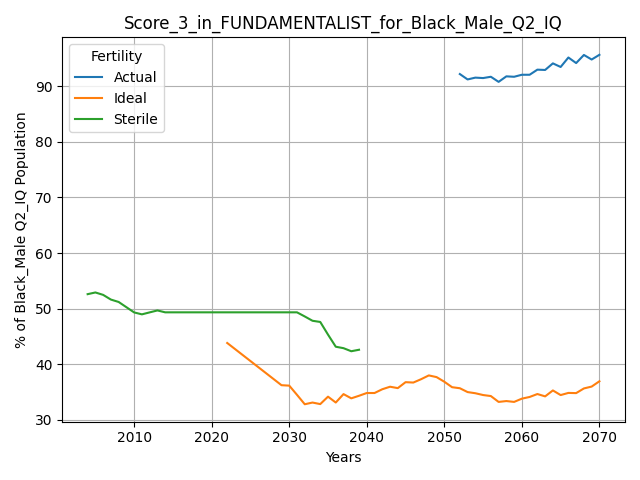 Score_3_in_FUNDAMENTALIST_for_Black_Male_Q2_IQ
Fertility
Actual
Ideal
Sterile
% of Black_Male Q2_IQ Population
90
80
70
60
50
40
30
2010
2020
2030
2040
2050
2060
2070
Years